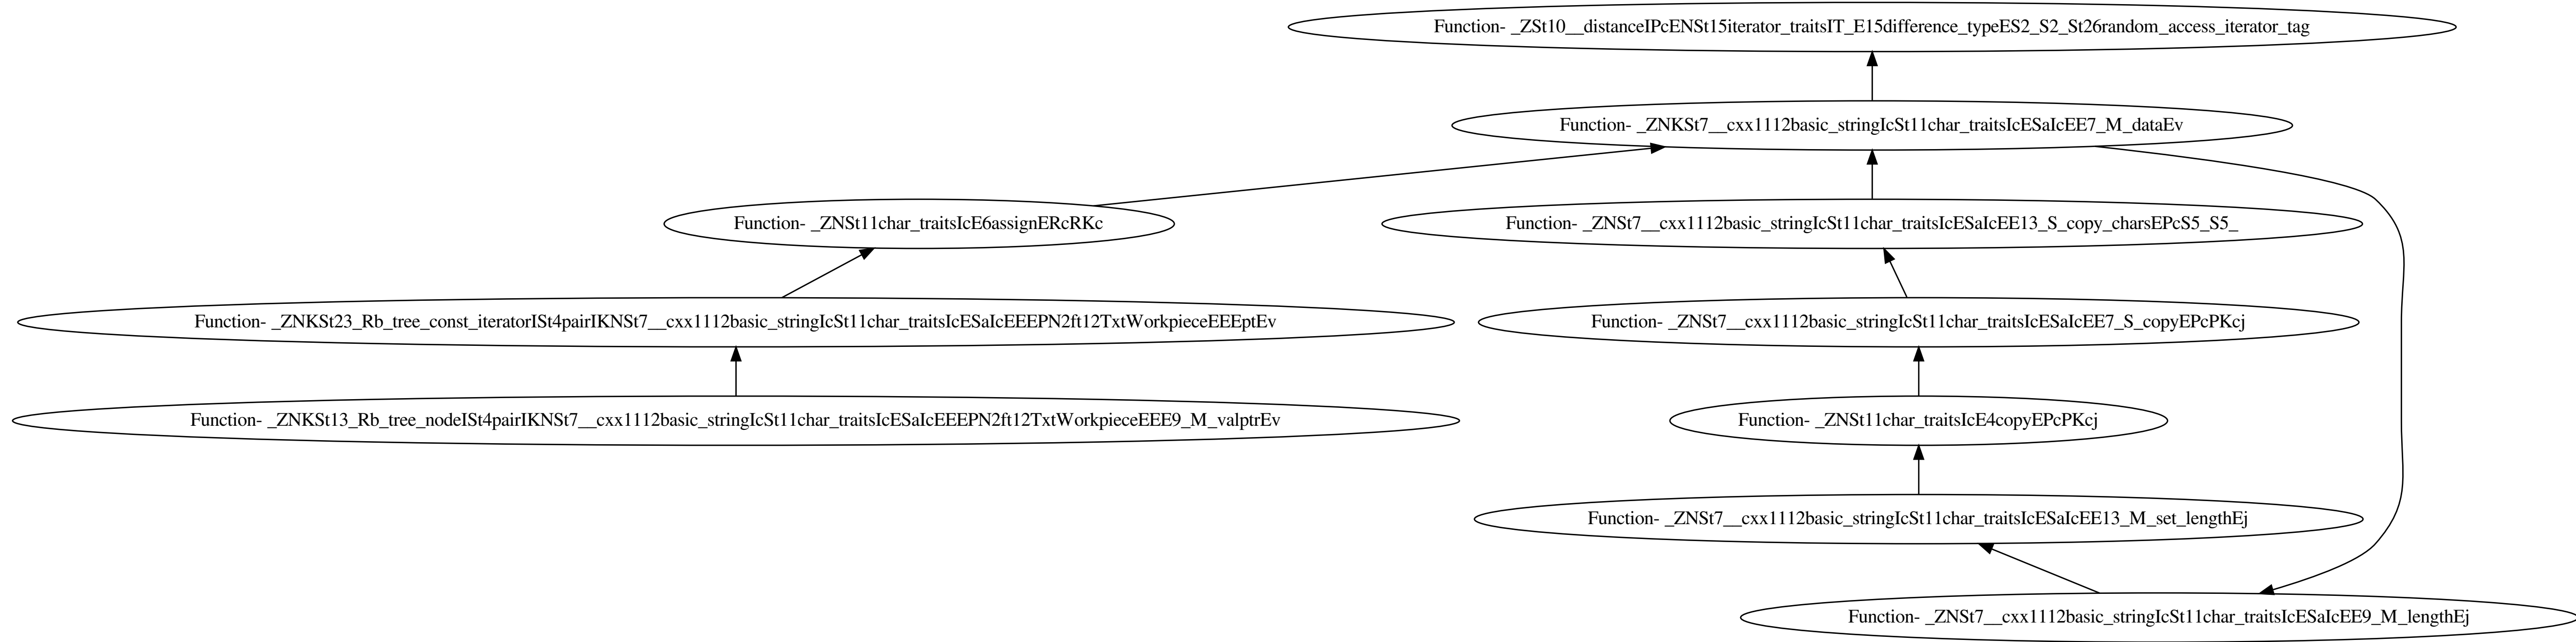 Function- _ZSt10__distanceIPcENSt15iterator_traitsIT_E15difference_typeES2_S2_St26random_access_iterator_tag
Function- _ZNKSt7__cxx1112basic_stringIcSt11char_traitsIcESaIcEE7_M_dataEv
Function- _ZNSt11char_traitsIcE6assignERcRKc
Function- _ZNSt7__cxx1112basic_stringIcSt11char_traitsIcESaIcEE13_S_copy_charsEPcS5_S5_
Function- _ZNKSt23_Rb_tree_const_iteratorISt4pairIKNSt7__cxx1112basic_stringIcSt11char_traitsIcESaIcEEEPN2ft12TxtWorkpieceEEEptEv
Function- _ZNSt7__cxx1112basic_stringIcSt11char_traitsIcESaIcEE7_S_copyEPcPKcj
Function- _ZNKSt13_Rb_tree_nodeISt4pairIKNSt7__cxx1112basic_stringIcSt11char_traitsIcESaIcEEEPN2ft12TxtWorkpieceEEE9_M_valptrEv
Function- _ZNSt11char_traitsIcE4copyEPcPKcj
Function- _ZNSt7__cxx1112basic_stringIcSt11char_traitsIcESaIcEE13_M_set_lengthEj
Function- _ZNSt7__cxx1112basic_stringIcSt11char_traitsIcESaIcEE9_M_lengthEj